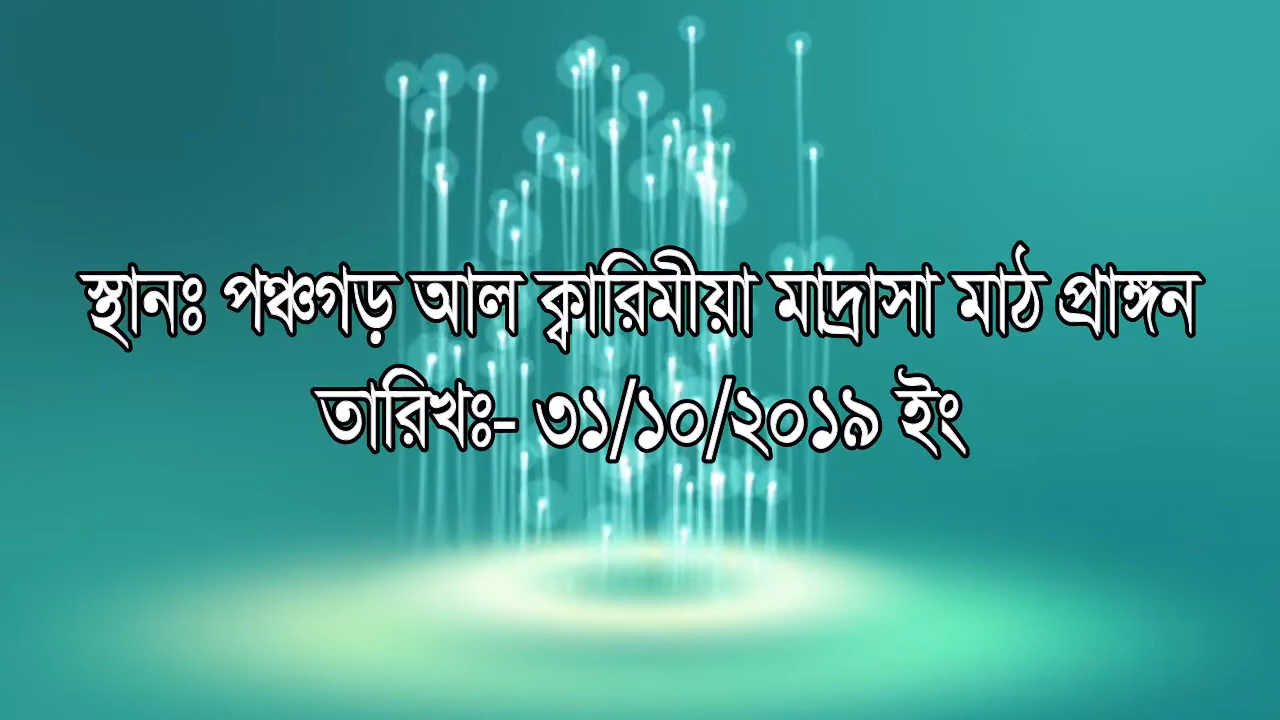 স্থানঃ পঞ্চগড় আল ক্বারিমীয়া মাদ্রাসা মাঠ প্রাঙ্গন
তারিখঃ- ৩১/১০/২০১৯ ইং